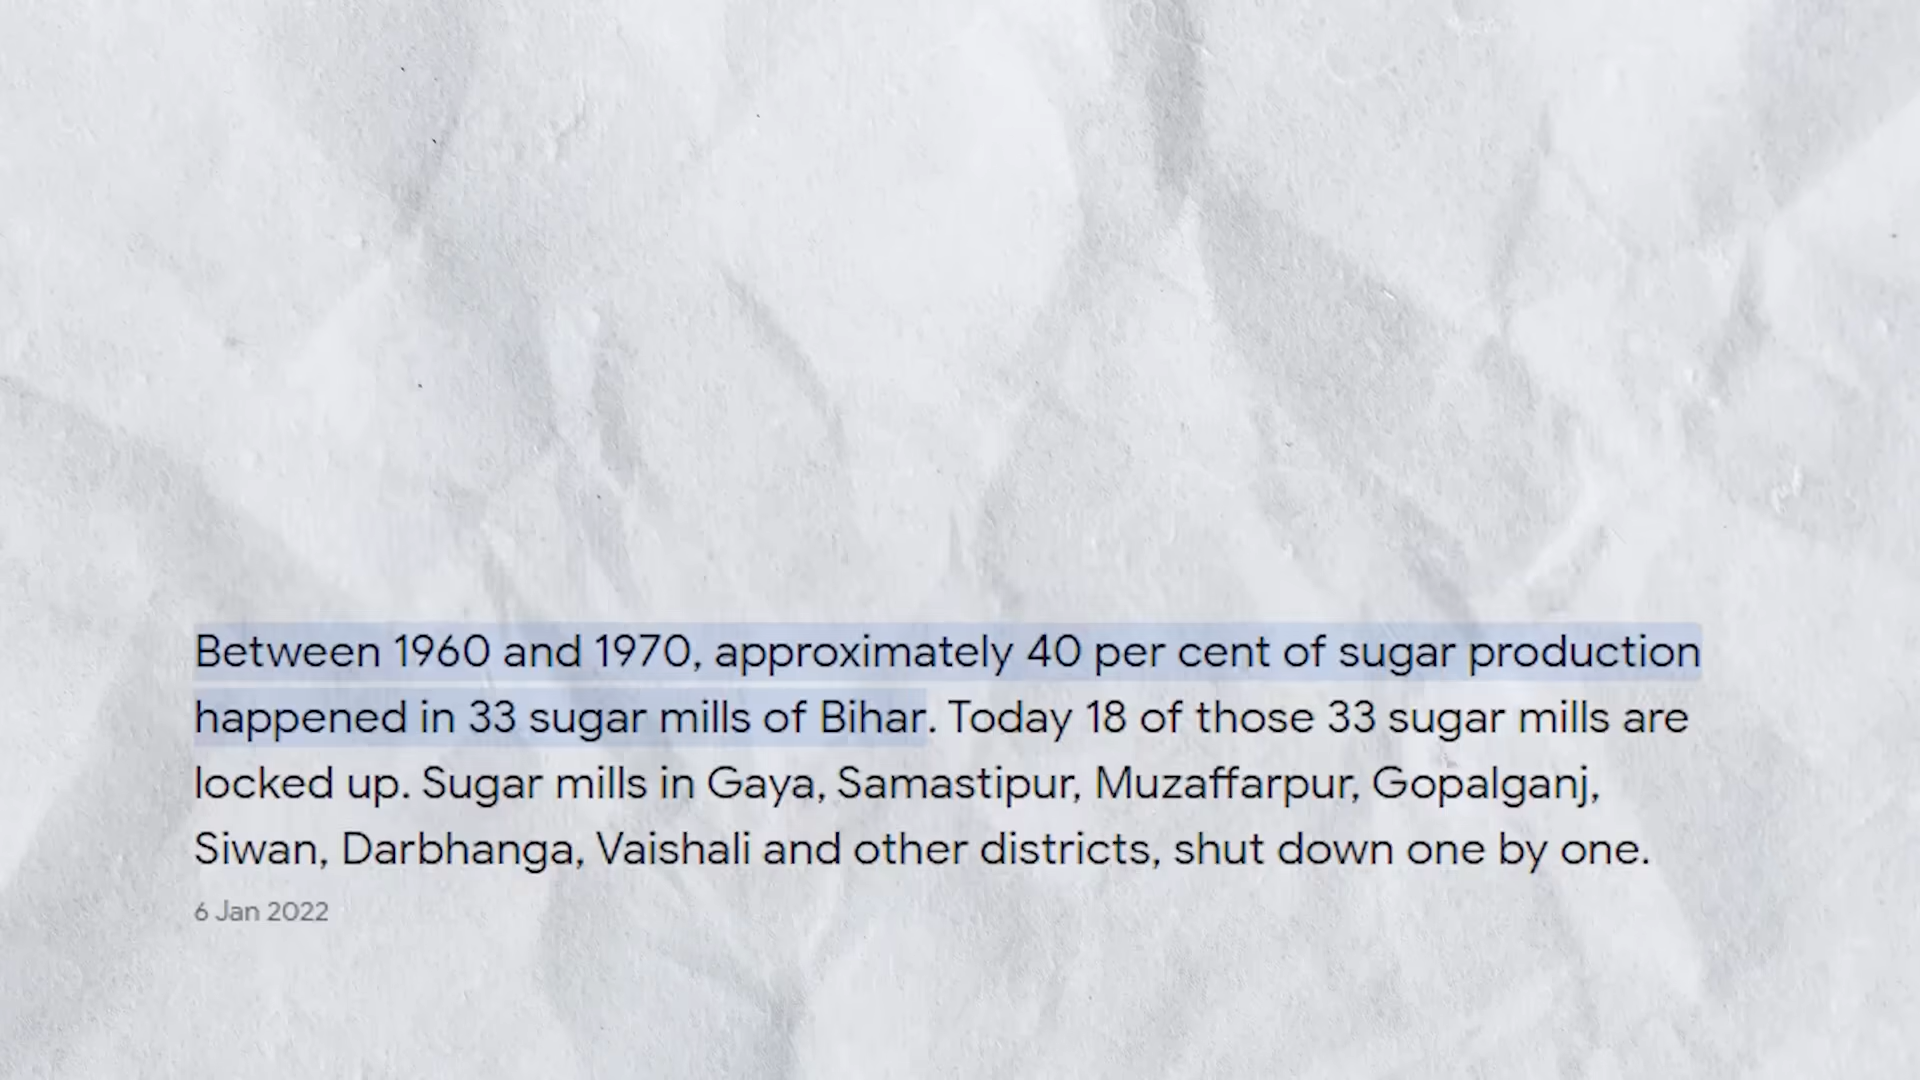 Between 1960 and 1970, approximately 40 per cent of sugar production
happened in 33 sugar mills of Bihar. Today 18 of those 33 sugar mills are
locked up. Sugar mills in Gaya, Samastipur, Muzaffarpur, Gopalganj,
Siwan, Darbhanga, Vaishali and other districts, shut down one by one.
6 Jan 2022